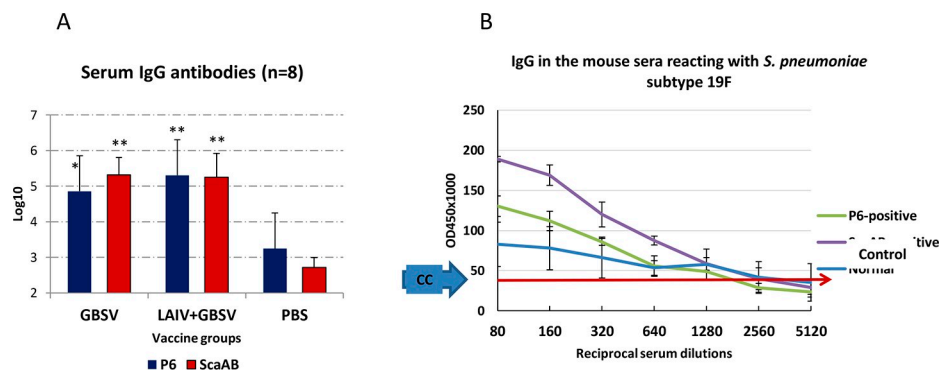 A
Serum IgG antibodies (n=8)
Log10
7
6
5
4
3
2
*
**
**
**
GBSV
LAIV+GBSV
PBS
Vaccine groups
P6
ScaAB
B
IgG in the mouse sera reacting with S. pneumoniae
subtype 19F
OD450x1000
250
200
150
100
50
0
CC
80
160
320
640
1280
2560
5120
Reciprocal serum dilutions
P6-positive
Control
Normal